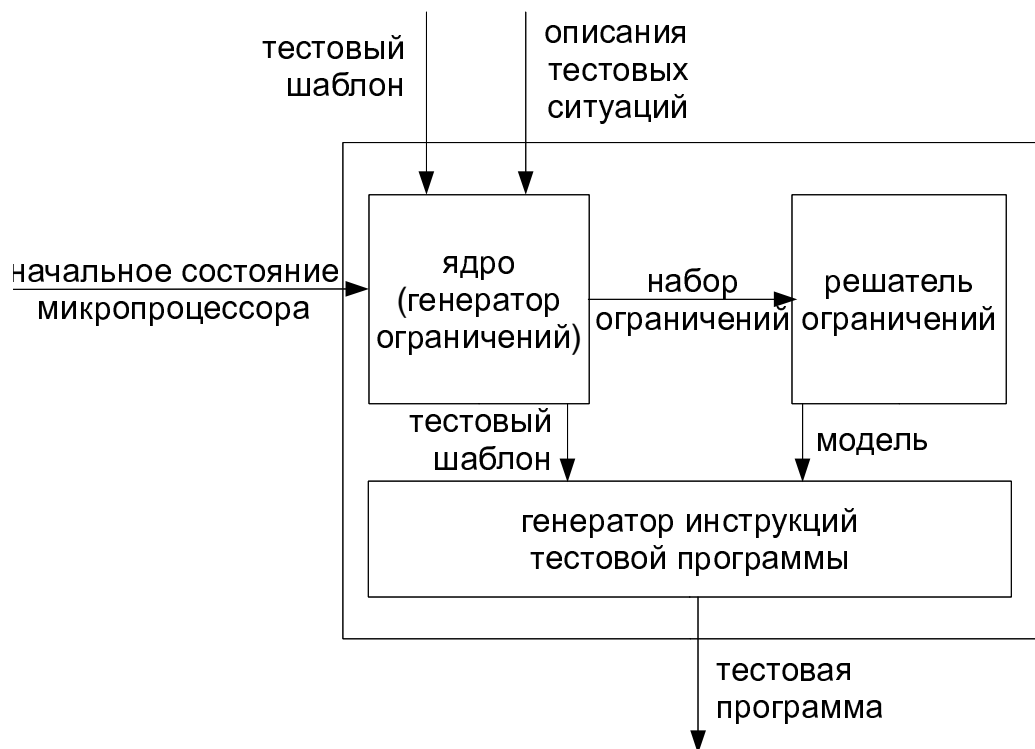 тестовый
шаблон
описания
тестовых
ситуаций
начальное состояние
микропроцессора
ядро
(генератор
ограничений)
набор
ограничений
решатель
ограничений
тестовый
шаблон
модель
генератор инструкций
тестовой программы
тестовая
программа